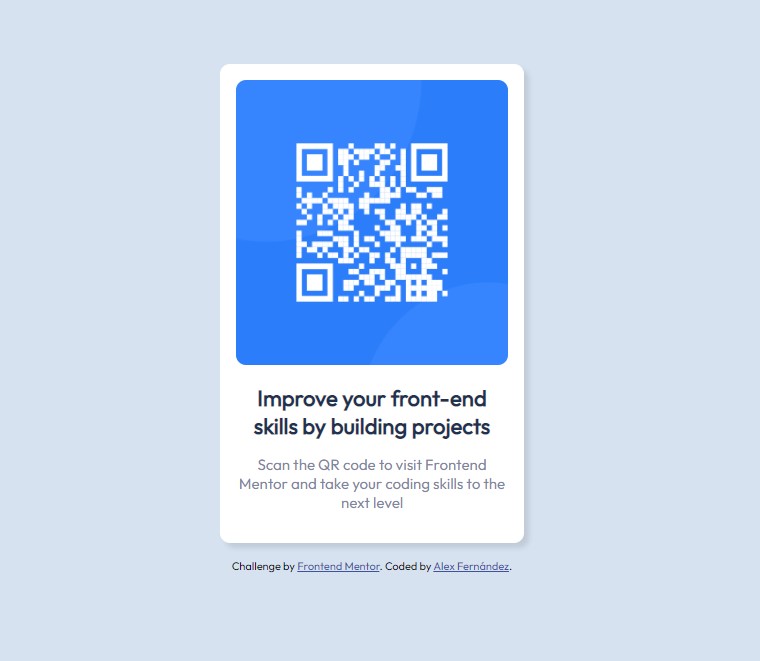 Improve your front-end
skills by building projects
Scan the QR code to visit Frontend
Mentor and take your coding skills to the
next level
Challenge by Frontend Mentor. Coded by Alex Fernández.